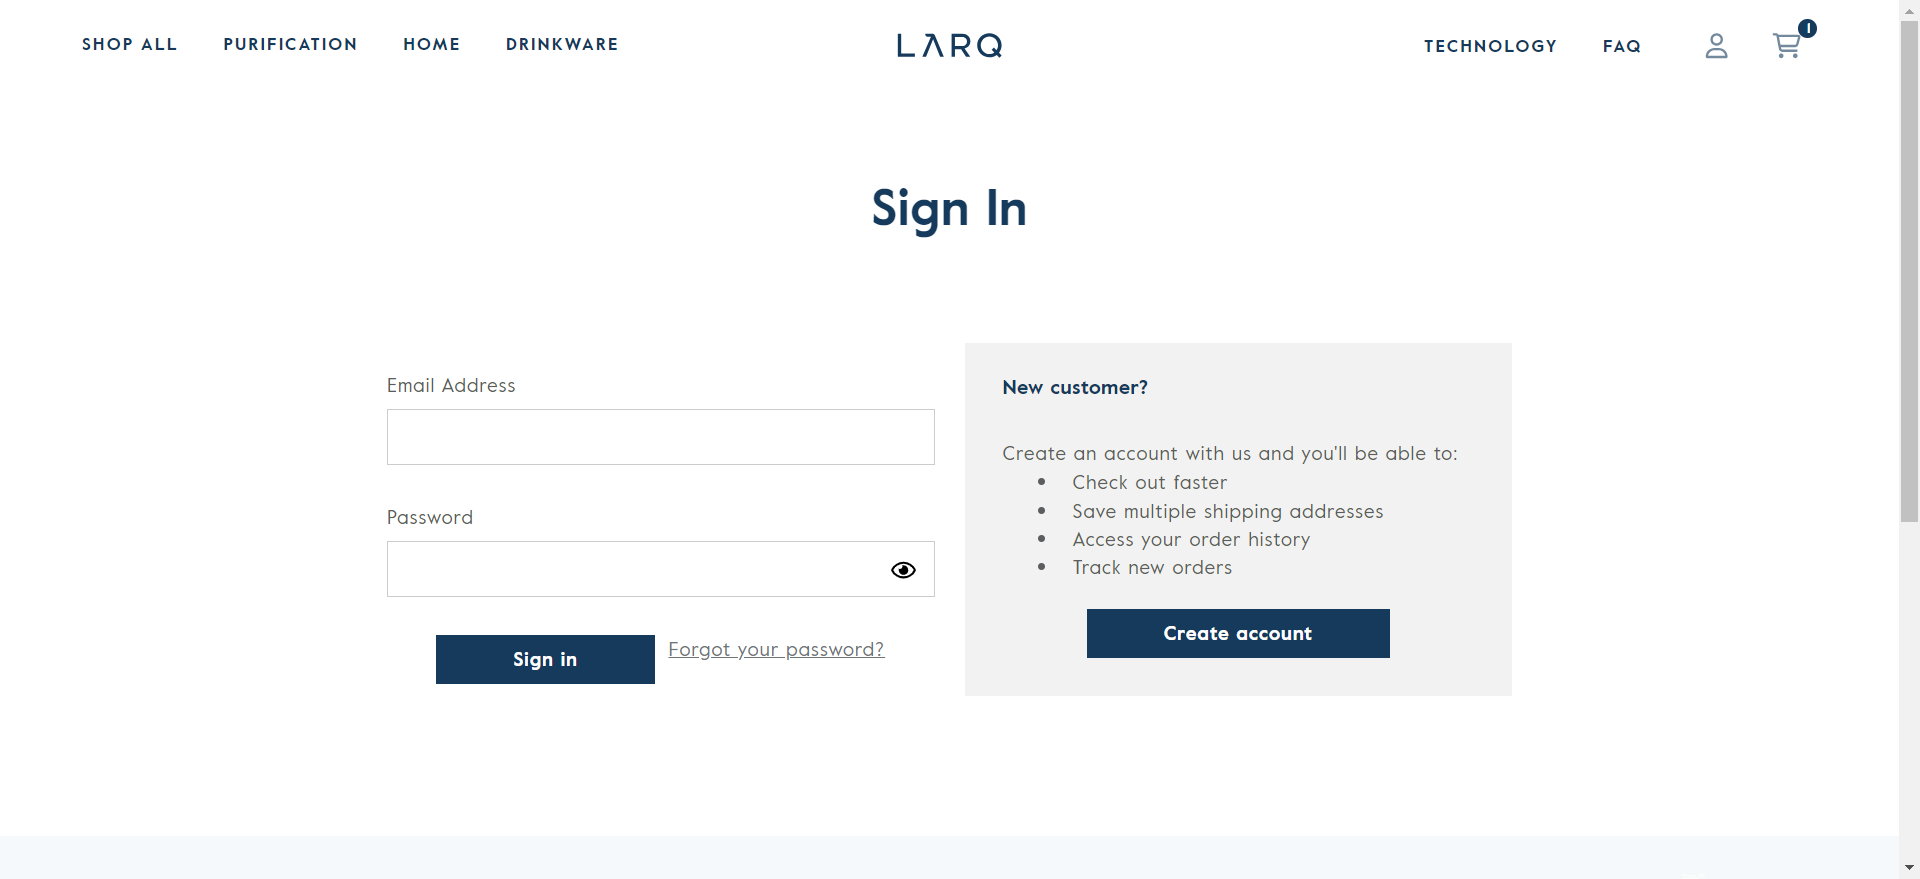 SHOP ALL PURIFICATION HOME DRINKWARE LARQ TECHNOLOGY FAQ 1
Sign In
Email Address
Password
Sign in Forgot your password?
New customer?
Create an account with us and you'll be able to:
Check out faster
Save multiple shipping addresses
Access your order history
Track new orders
Create account